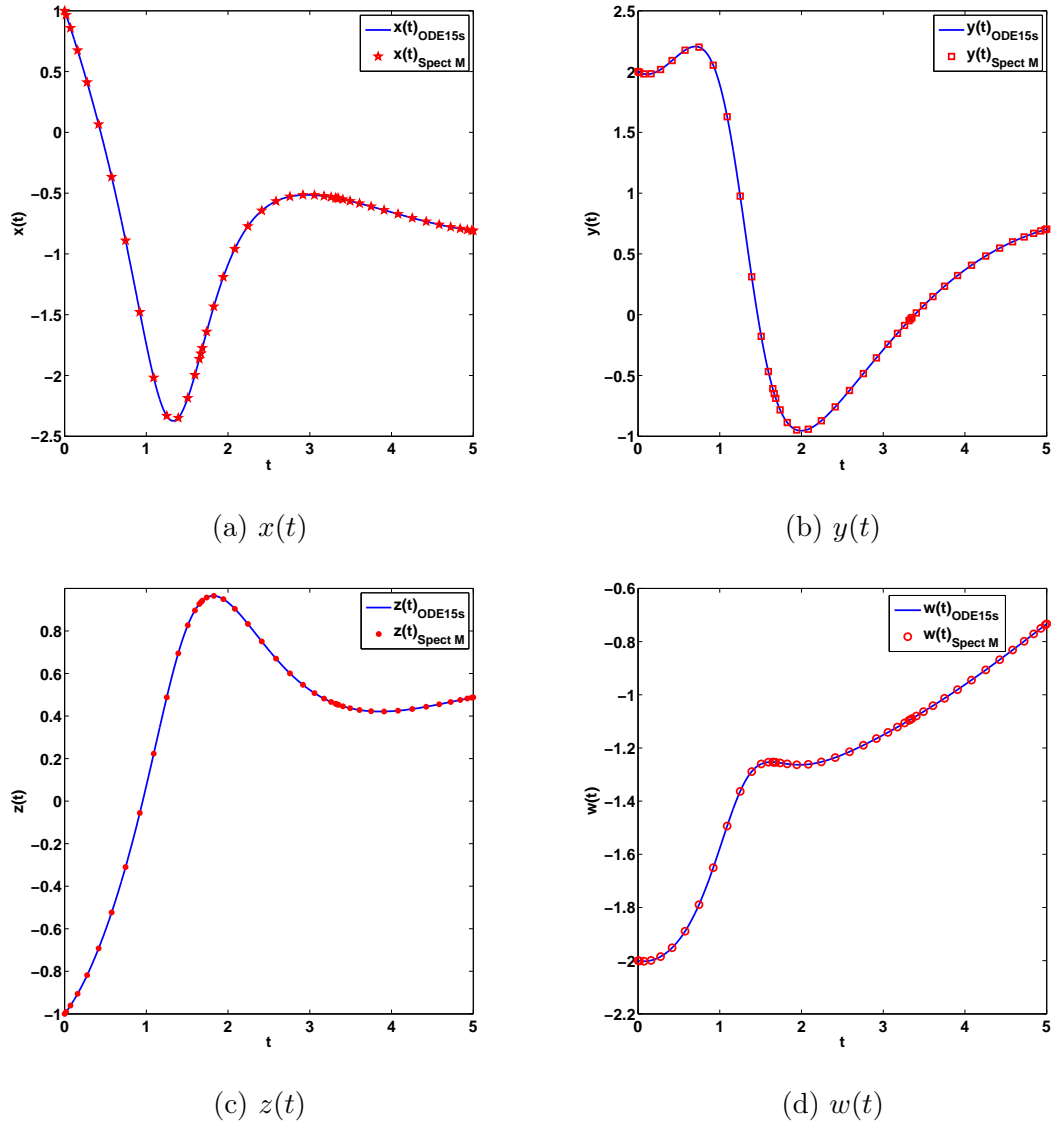 x(t)ODE15s
x(t)Spect M
1
0.5
0
−0.5
−1
−1.5
−2
−2.5
x(t)
0 1 2 3 4 5
t
(a) x(t)
y(t)ODE15s
y(t)Spect M
2.5
2
1.5
1
0.5
0
−0.5
−1
y(t)
0 1 2 3 4 5
t
(b) y(t)
z(t)ODE15s
z(t)Spect M
0.8
0.6
0.4
0.2
0
−0.2
−0.4
−0.6
−0.8
−1
z(t)
0 1 2 3 4 5
t
(c) z(t)
w(t)ODE15s
w(t)Spect M
−0.6
−0.8
−1
−1.2
−1.4
−1.6
−1.8
−2
−2.2
w(t)
0 1 2 3 4 5
t
(d) w(t)